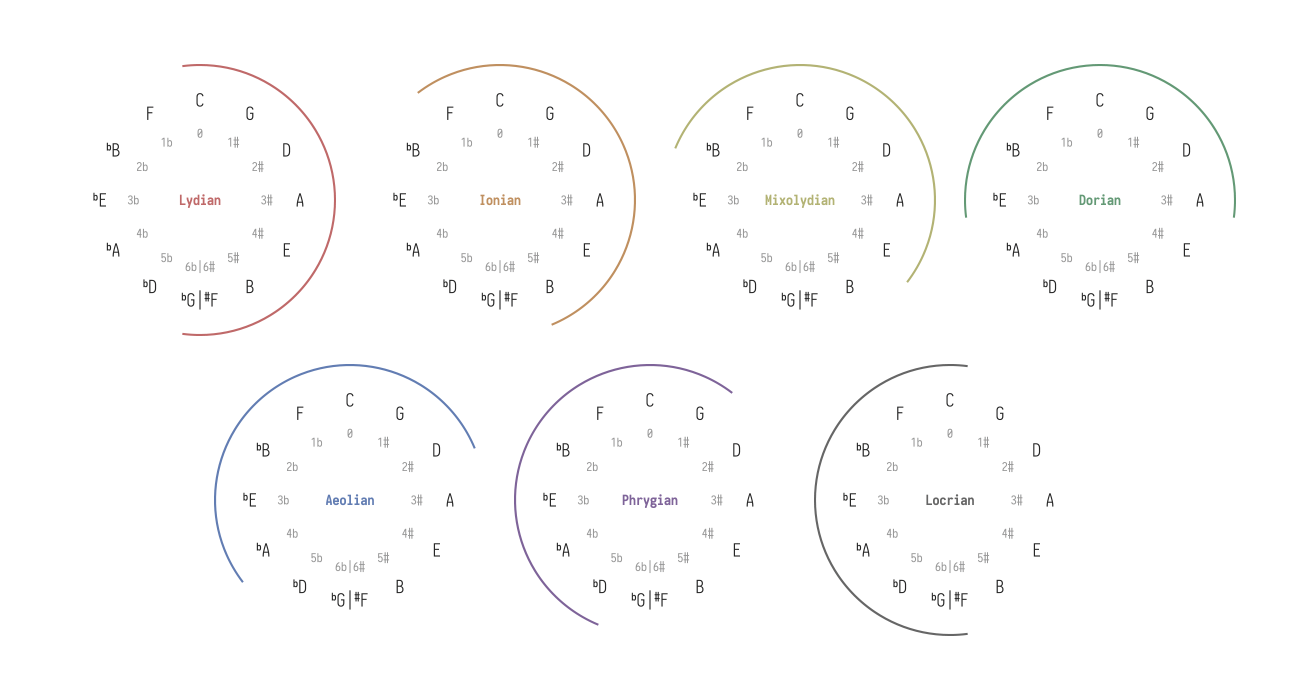 C
F G
0
1b 1#
ᵇB D
2b 2#
ᵇE 3b Lydian 3# A
4b 4#
ᵇA E
5b 5#
6b|6#
ᵇD B
ᵇG|#F
C
F G
0
1b 1#
ᵇB D
2b 2#
ᵇE 3b Ionian 3# A
4b 4#
ᵇA E
5b 5#
6b|6#
ᵇD B
ᵇG|#F
C
F G
0
1b 1#
ᵇB D
2b 2#
ᵇE 3b Mixolydian 3# A
4b 4#
ᵇA E
5b 5#
6b|6#
ᵇD B
ᵇG|#F
C
F G
0
1b 1#
ᵇB D
2b 2#
ᵇE 3b Dorian 3# A
4b 4#
ᵇA E
5b 5#
6b|6#
ᵇD B
ᵇG|#F
C
F G
0
1b 1#
ᵇB D
2b 2#
ᵇE 3b Aeolian 3# A
4b 4#
ᵇA E
5b 5#
6b|6#
ᵇD B
ᵇG|#F
C
F G
0
1b 1#
ᵇB D
2b 2#
ᵇE 3b Phrygian 3# A
4b 4#
ᵇA E
5b 5#
6b|6#
ᵇD B
ᵇG|#F
C
F G
0
1b 1#
ᵇB D
2b 2#
ᵇE 3b Locrian 3# A
4b 4#
ᵇA E
5b 5#
6b|6#
ᵇD B
ᵇG|#F